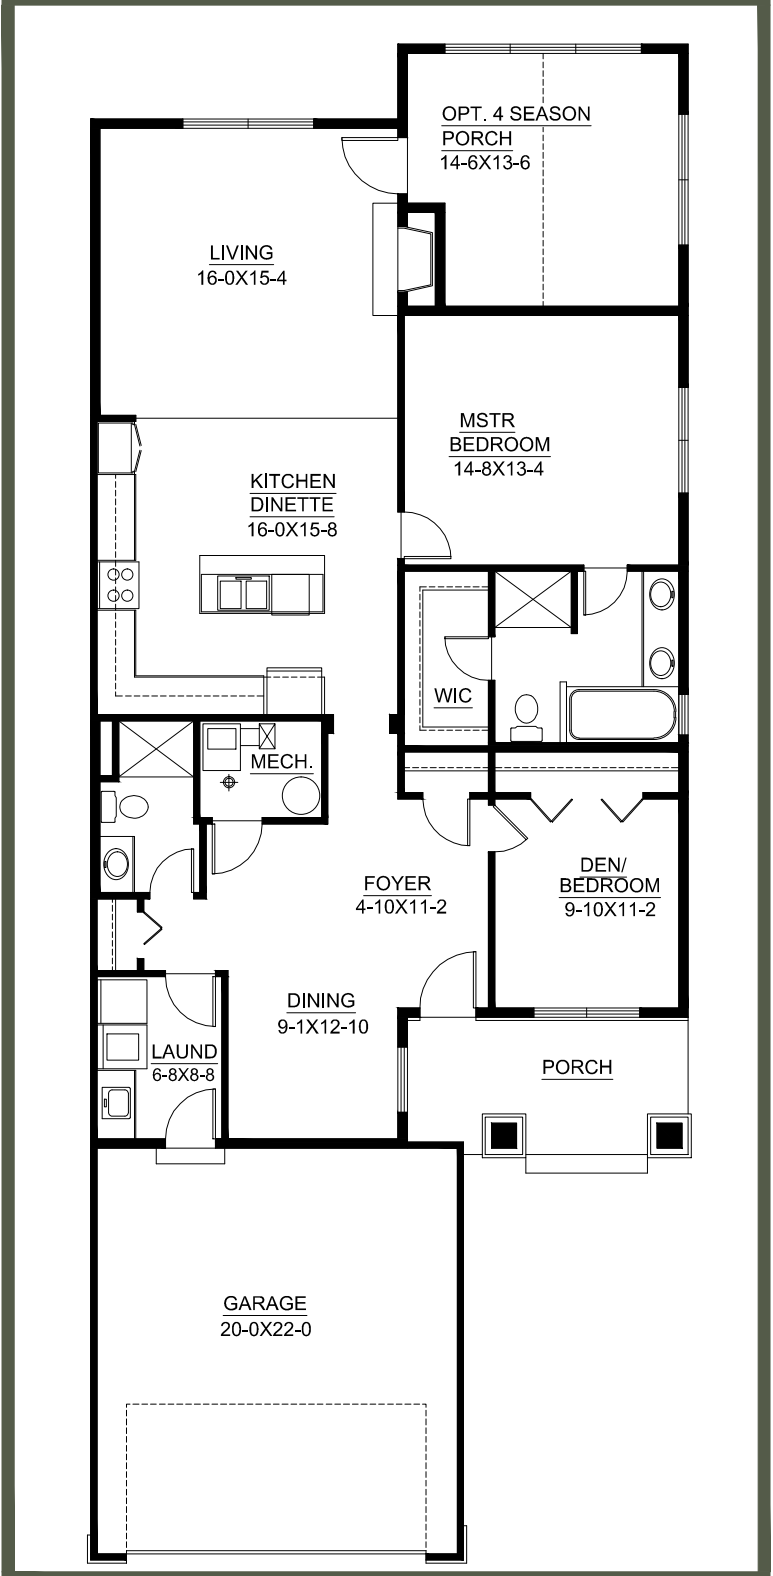 OPT. 4 SEASON
PORCH
14-6X13-6
LIVING
16-0X15-4
MSTR
BEDROOM
14-8X13-4
KITCHEN
DINETTE
16-0X15-8
WIC
MECH.
FOYER
4-10X11-2
DEN/
BEDROOM
9-10X11-2
DINING
9-1X12-10
LAUND
6-8X8-8
PORCH
GARAGE
20-0X22-0